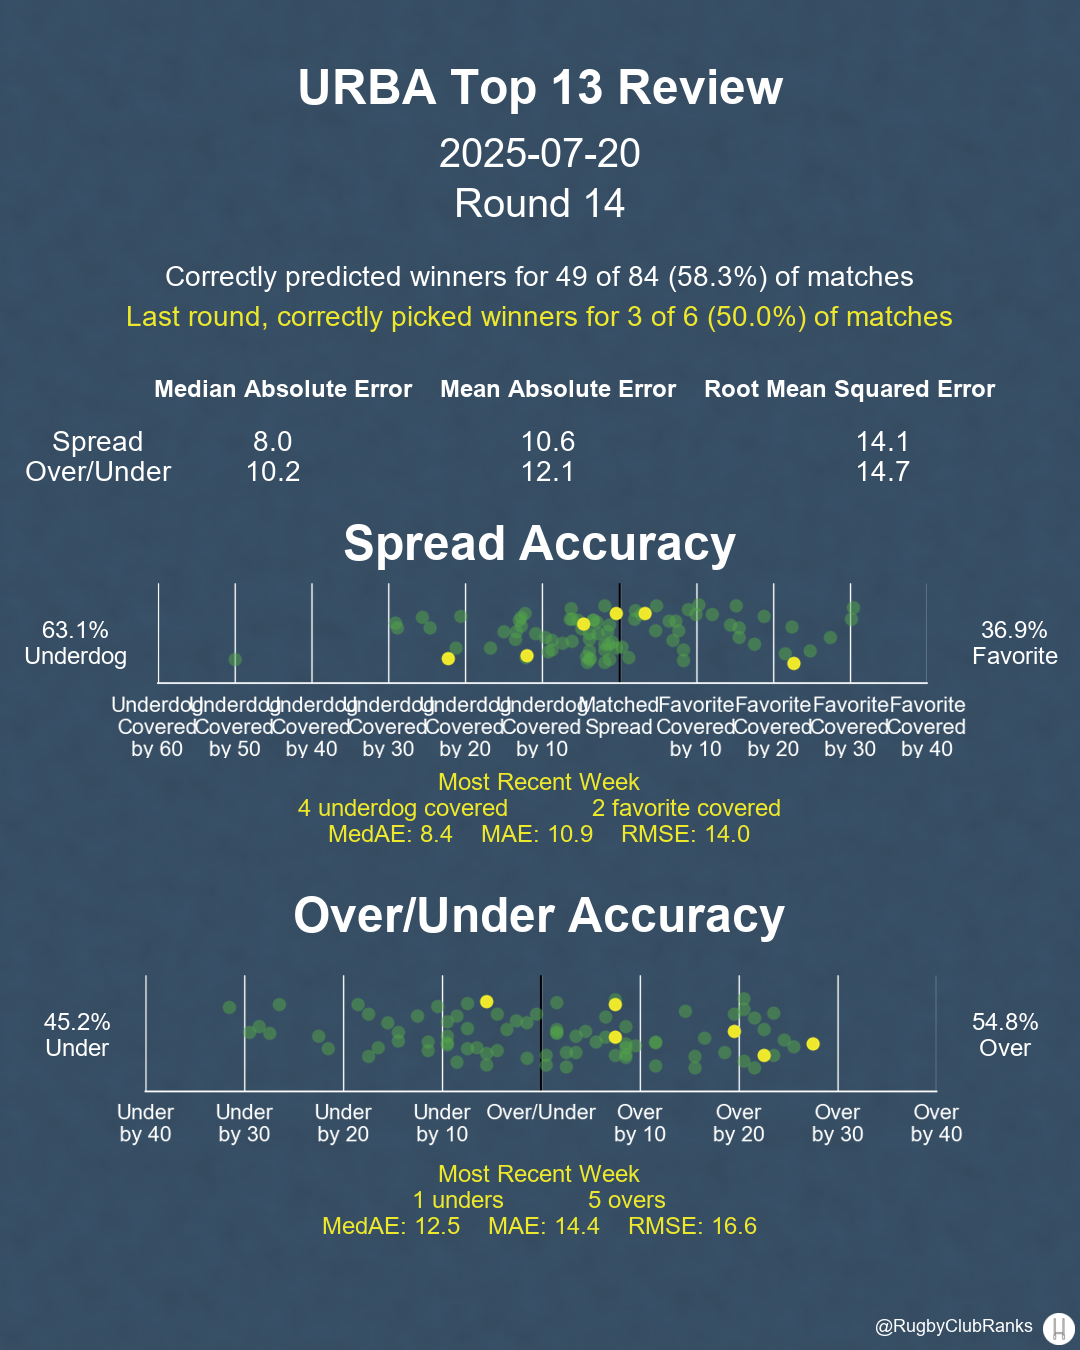 URBA Top 13 Review
2025-07-20
Round 14
Correctly predicted winners for 49 of 84 (58.3%) of matches
Last round, correctly picked winners for 3 of 6 (50.0%) of matches
Median Absolute Error Mean Absolute Error Root Mean Squared Error
Spread 8.0 10.6 14.1
Over/Under 10.2 12.1 14.7
Spread Accuracy
63.1% 36.9%
Underdog Favorite
Underdog Underdog Underdog Underdog Underdog Underdog Matched Favorite Favorite Favorite Favorite
Covered Covered Covered Covered Covered Covered Spread Covered Covered Covered Covered
by 60 by 50 by 40 by 30 by 20 by 10 by 10 by 20 by 30 by 40
Most Recent Week
4 underdog covered 2 favorite covered
MedAE: 8.4 MAE: 10.9 RMSE: 14.0
Over/Under Accuracy
45.2% 54.8%
Under Over
Under Under Under Under Over/Under Over Over Over Over
by 40 by 30 by 20 by 10 by 10 by 20 by 30 by 40
Most Recent Week
1 unders 5 overs
MedAE: 12.5 MAE: 14.4 RMSE: 16.6
@RugbyClubRanks